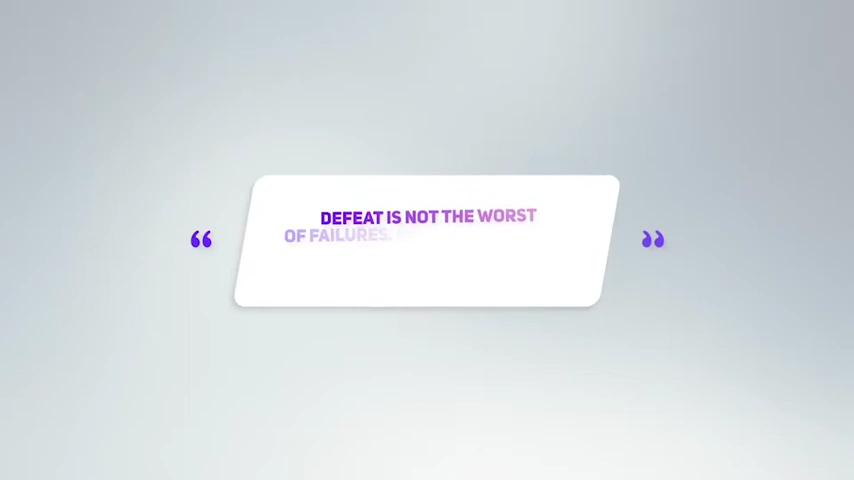 “ ”
DEFEAT IS NOT THE WORST
OF FAILURES.